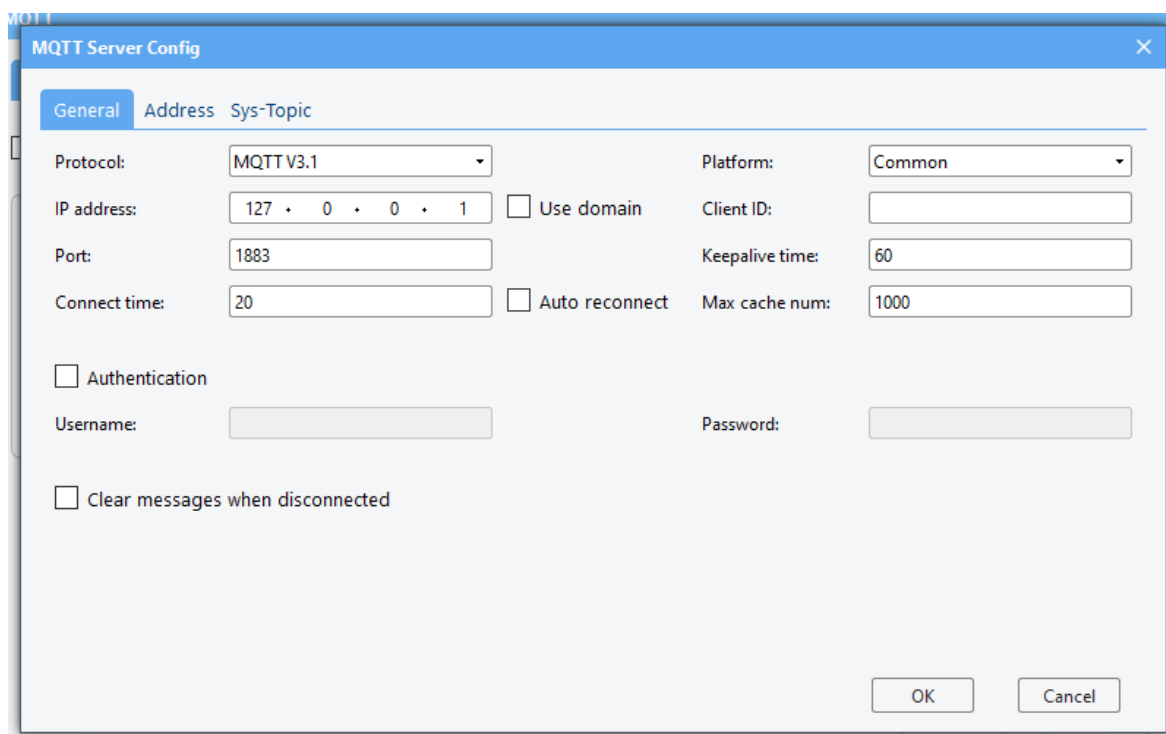 MQTT
MQTT Server Config
General Address Sys-Topic
Protocol: MQTT V3.1 Platform: Common
IP address: 127 . 0 . 0 . 1 Use domain Client ID:
Port: 1883 Keepalive time: 60
Connect time: 20 Auto reconnect Max cache num: 1000
Authentication
Username: Password:
Clear messages when disconnected
OK Cancel